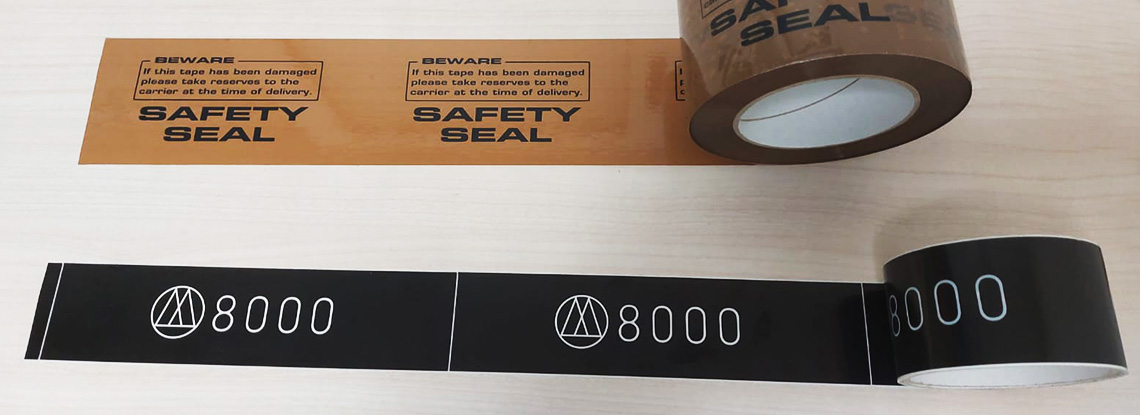 BEWARE
If this tape has been damaged
please take reserves to the
carrier at the time of delivery.
SAFETY
SEAL
BEWARE
If this tape has been damaged
please take reserves to the
carrier at the time of delivery.
SAFETY
SEAL
SEAL
8000
8000
8000